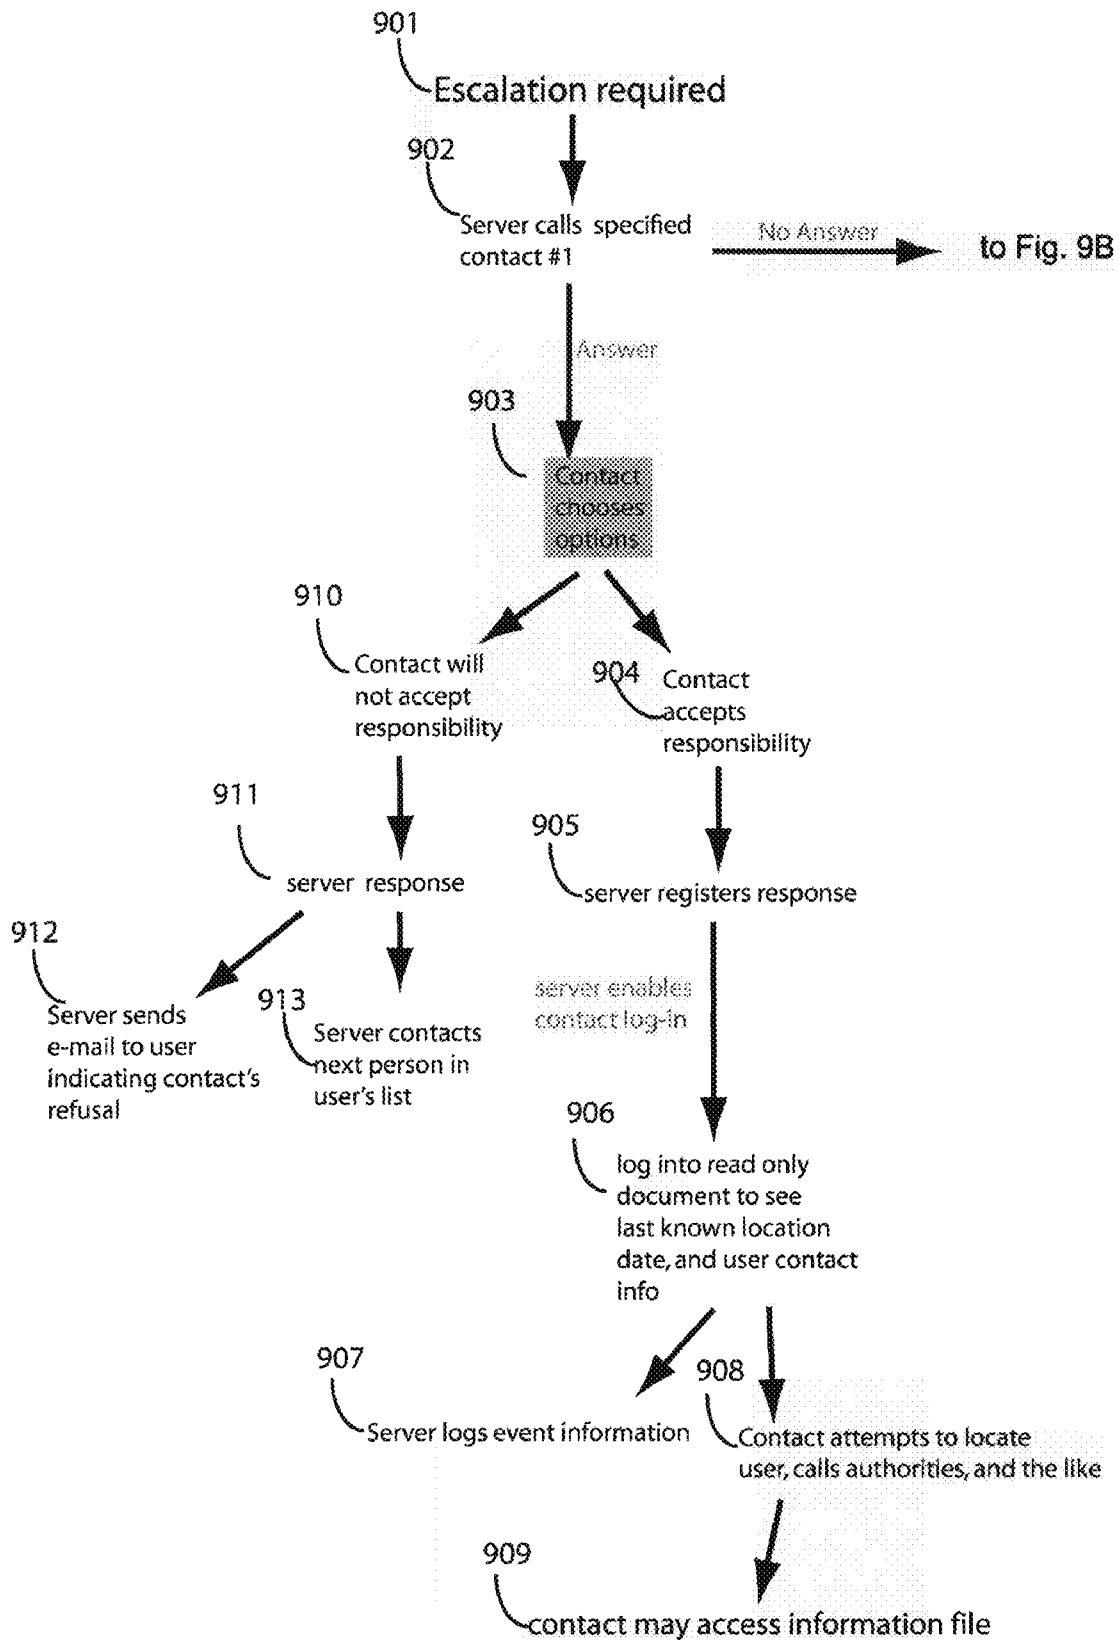 901
Escalation required
902
Server calls specified
contact #1
No Answer
to Fig. 9B
Answer
903
Contact
chooses
options
910
Contact will
not accept
responsibility
904
Contact
accepts
responsibility
911
server response
905
server registers response
912
Server sends
e-mail to user
indicating contact's
refusal
913
Server contacts
next person in
user's list
server enables
contact log-in
906
log into read only
document to see
last known location
date, and user contact
info
907
Server logs event information
908
Contact attempts to locate
user, calls authorities, and the like
909
contact may access information file